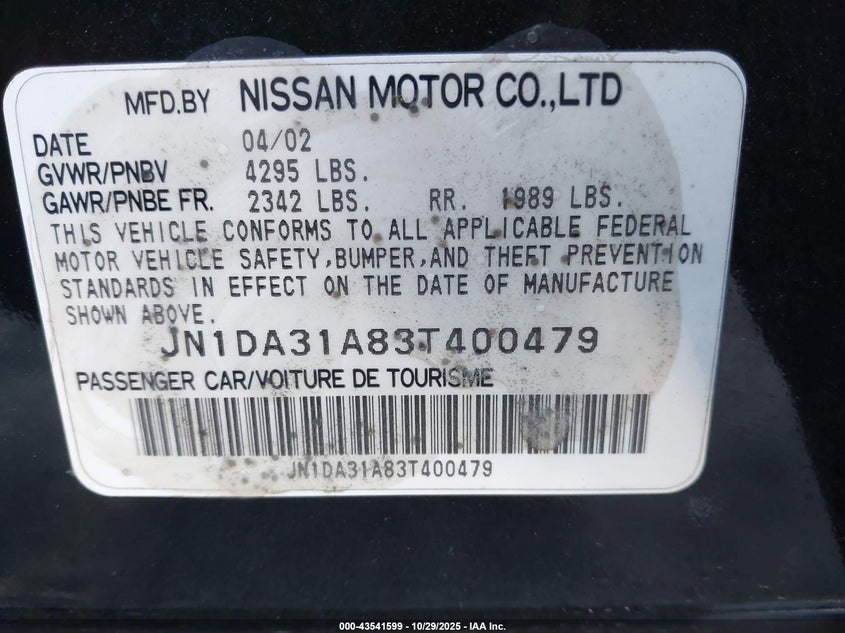 MFD.BY NISSAN MOTOR CO.,LTD
DATE 04/02
GVWR/PNBV 4295 LBS.
GAWR/PNBE FR. 2342 LBS. RR. 1989 LBS.
THIS VEHICLE CONFORMS TO ALL APPLICABLE FEDERAL
MOTOR VEHICLE SAFETY,BUMPER,AND THEFT PREVENTION
STANDARDS IN EFFECT ON THE DATE OF MANUFACTURE
SHOWN ABOVE.
JN1DA31A83T400479
PASSENGER CAR/VOITURE DE TOURISME
JN1DA31A83T400479
000-43541599 - 10/29/2025 - IAA Inc.